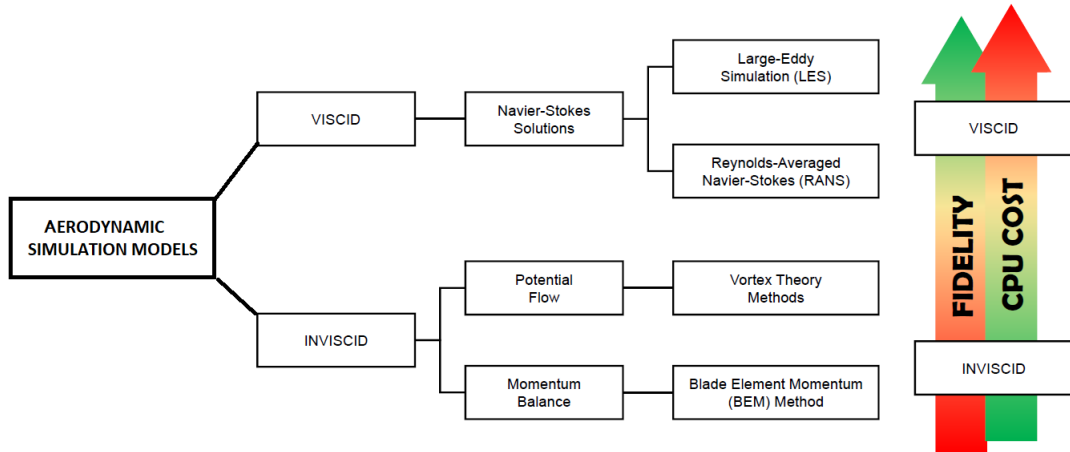 AERODYNAMIC
SIMULATION MODELS
VISCID
INVISCID
Navier-Stokes
Solutions
Potential
Flow
Momentum
Balance
Large-Eddy
Simulation (LES)
Reynolds-Averaged
Navier-Stokes (RANS)
Vortex Theory
Methods
Blade Element Momentum
(BEM) Method
VISCID
FIDELITY
CPU COST
INVISCID